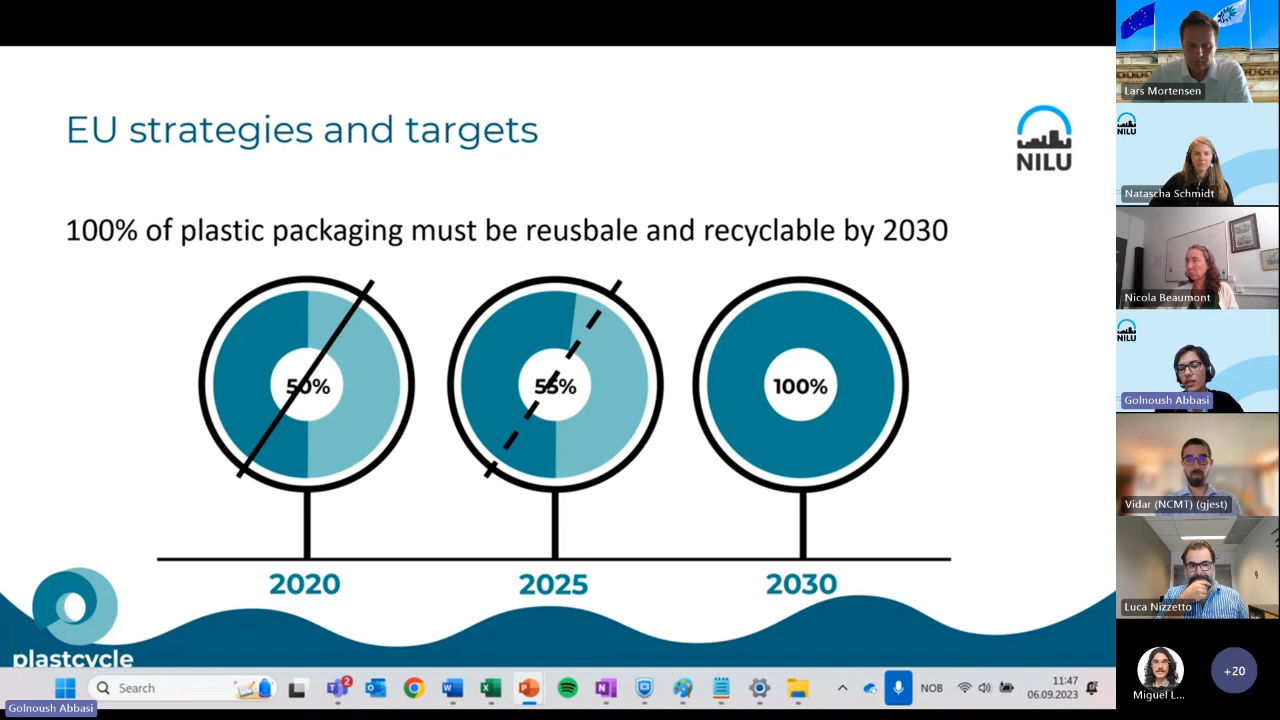 EU strategies and targets
NILU
100% of plastic packaging must be reusbale and recyclable by 2030
50%
55%
100%
2020
2025
2030
plastcycle
Search
2
NOB
11:47
06.09.2023
Golnoush Abbasi
Lars Mortensen
NILU
Natascha Schmidt
Nicola Beaumont
NILU
Golnoush Abbasi
Vidar (NCMT) (gjest)
Luca Nizzetto
Miguel L...
+20